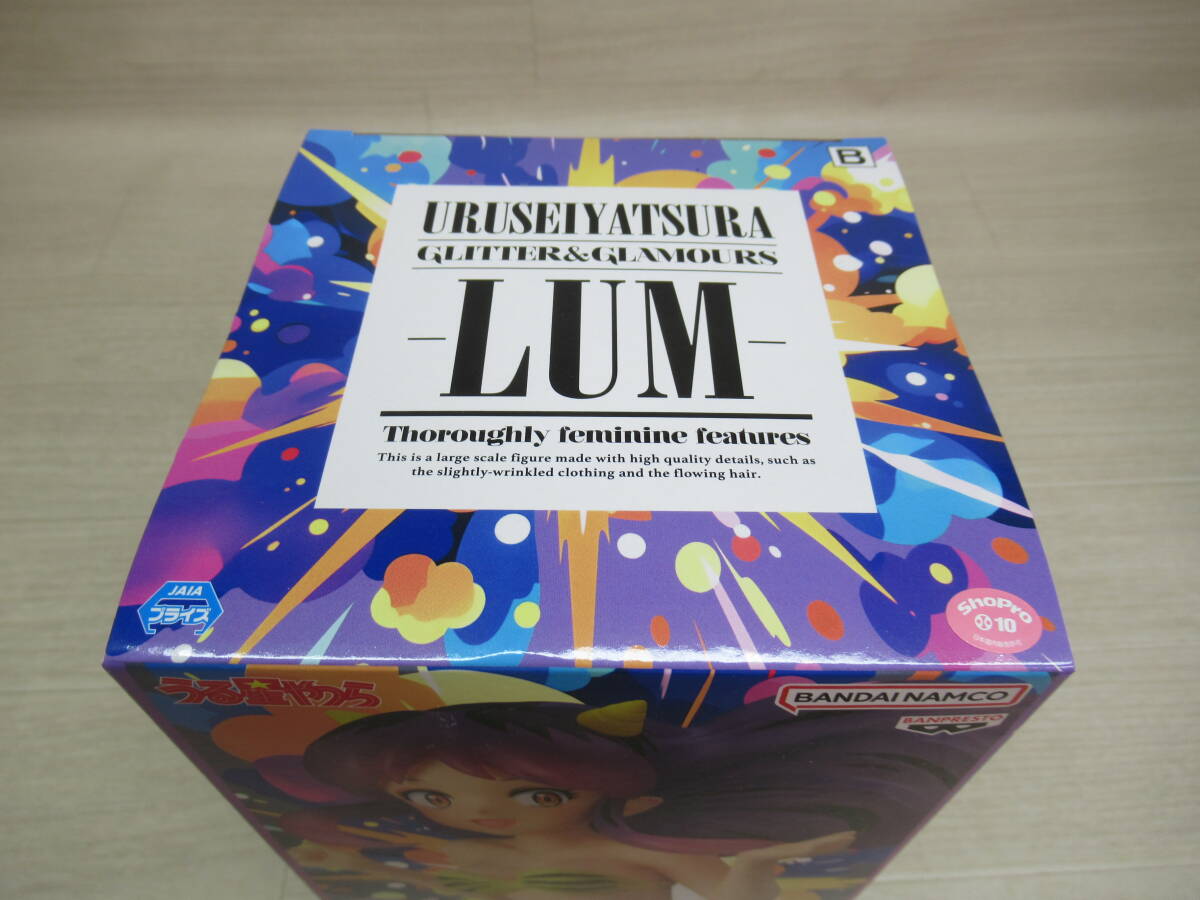 B
URUSEIYATSURA
GLITTER&GLAMOURS
-LUM-
Thoroughly feminine features
This is a large scale figure made with high quality details, such as
the slightly-wrinkled clothing and the flowing hair.
JAIA
プライズ
ShoPro
10
うる星やつら
BANDAI NAMCO
BANPRESTO